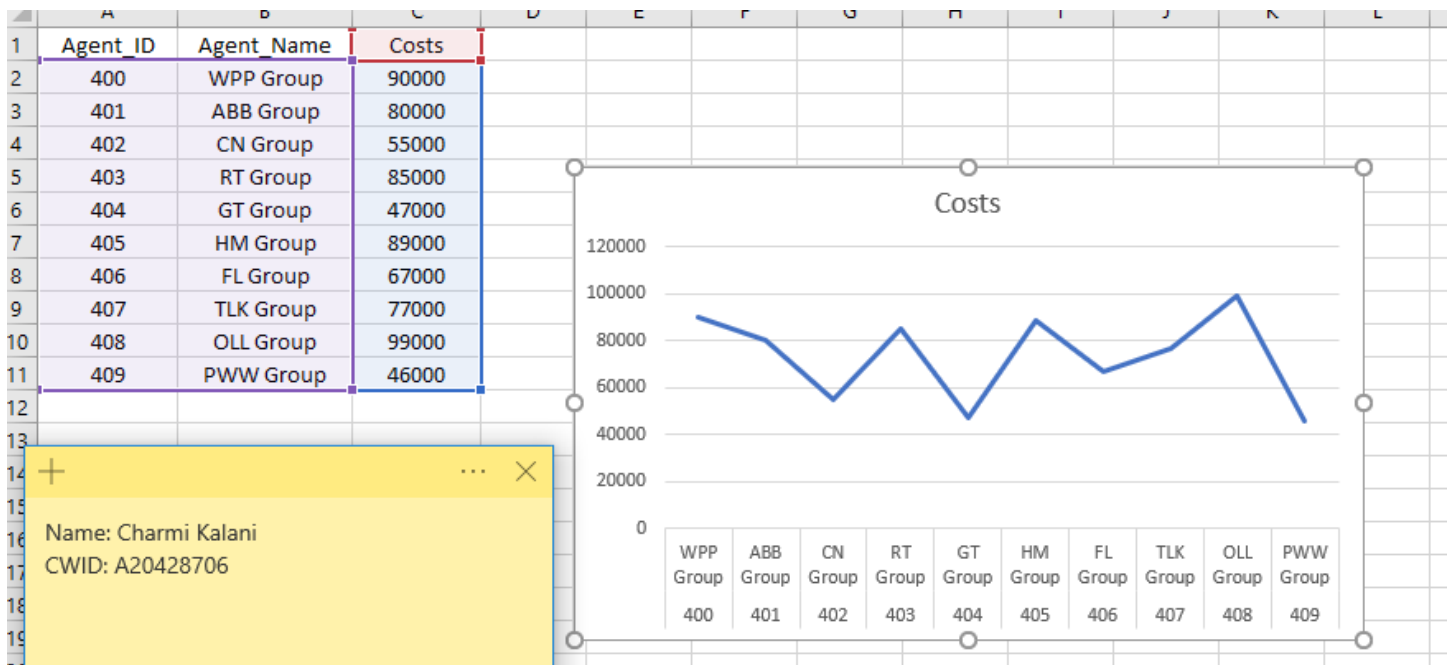 A B C D E F G H I J K L
1 Agent_ID Agent_Name Costs
2 400 WPP Group 90000
3 401 ABB Group 80000
4 402 CN Group 55000
5 403 RT Group 85000
6 404 GT Group 47000
7 405 HM Group 89000
8 406 FL Group 67000
9 407 TLK Group 77000
10 408 OLL Group 99000
11 409 PWW Group 46000
12
13
14
15
16
17
18
19
Name: Charmi Kalani
CWID: A20428706
Costs
120000
100000
80000
60000
40000
20000
0
WPP ABB CN RT GT HM FL TLK OLL PWW
Group Group Group Group Group Group Group Group Group Group
400 401 402 403 404 405 406 407 408 409